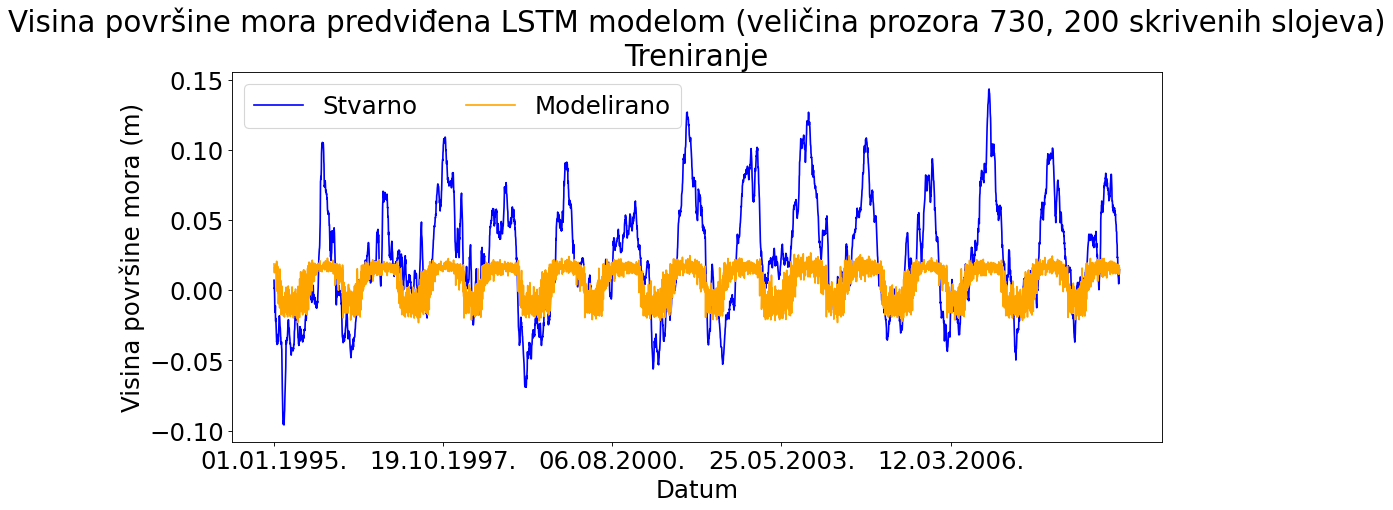 Visina površine mora predviđena LSTM modelom (veličina prozora 730, 200 skrivenih slojeva)
Treniranje
Stvarno
Modelirano
Visina površine mora (m)
0.15
0.10
0.05
0.00
−0.05
−0.10
01.01.1995.
19.10.1997.
06.08.2000.
25.05.2003.
12.03.2006.
Datum